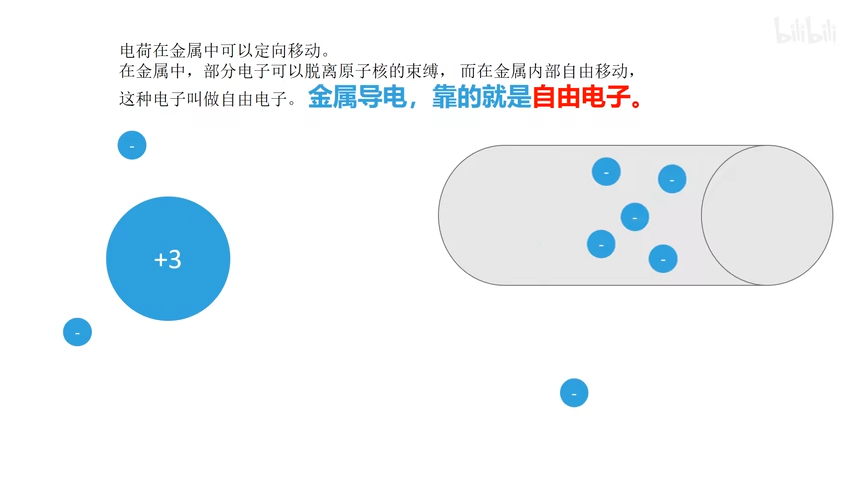 bilibili
电荷在金属中可以定向移动。
在金属中，部分电子可以脱离原子核的束缚， 而在金属内部自由移动，
这种电子叫做自由电子。 金属导电，靠的就是自由电子。
-
+3
-
-
-
-
-
-
-